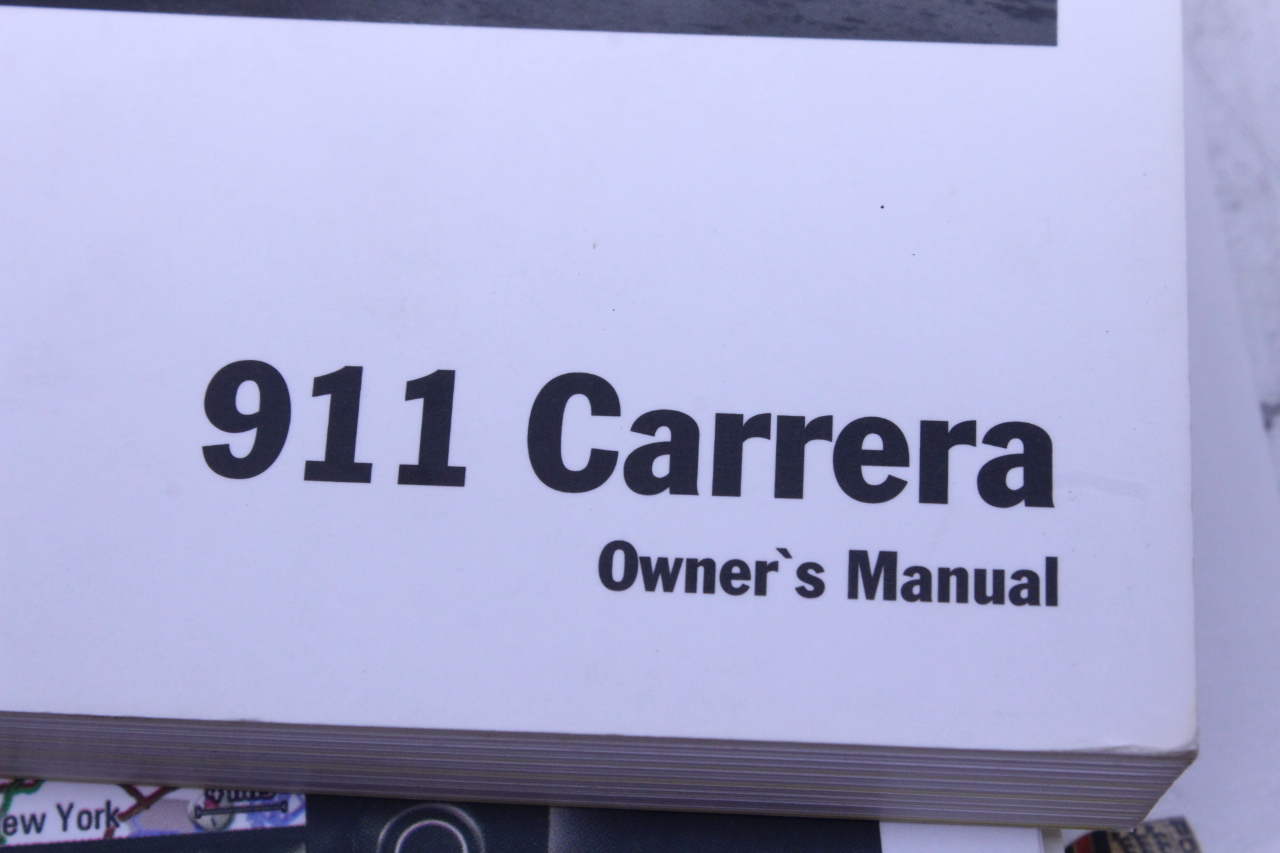 911 Carrera
Owner`s Manual
ew York